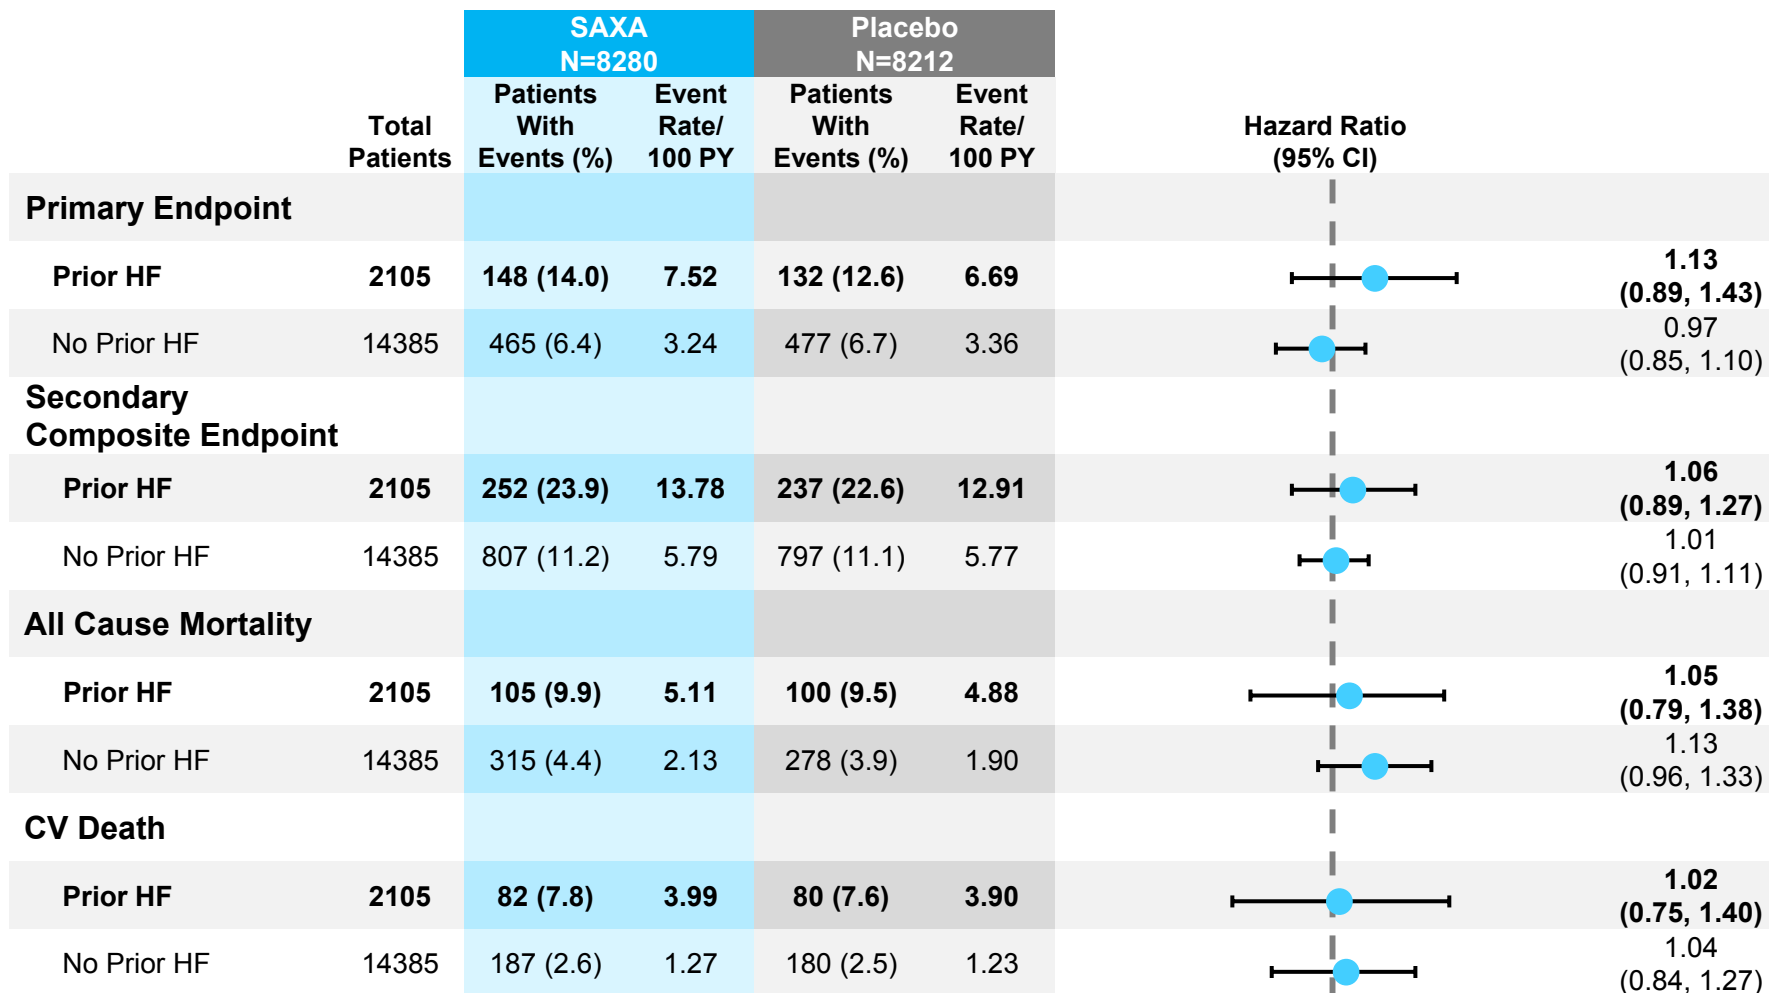 SAXA
N=8280
Placebo
N=8212
Total
Patients
Patients
With
Events (%)
Event
Rate/
100 PY
Patients
With
Events (%)
Event
Rate/
100 PY
Hazard Ratio
(95% CI)
Primary Endpoint
Prior HF 2105 148 (14.0) 7.52 132 (12.6) 6.69 1.13
(0.89, 1.43)
No Prior HF 14385 465 (6.4) 3.24 477 (6.7) 3.36 0.97
(0.85, 1.10)
Secondary
Composite Endpoint
Prior HF 2105 252 (23.9) 13.78 237 (22.6) 12.91 1.06
(0.89, 1.27)
No Prior HF 14385 807 (11.2) 5.79 797 (11.1) 5.77 1.01
(0.91, 1.11)
All Cause Mortality
Prior HF 2105 105 (9.9) 5.11 100 (9.5) 4.88 1.05
(0.79, 1.38)
No Prior HF 14385 315 (4.4) 2.13 278 (3.9) 1.90 1.13
(0.96, 1.33)
CV Death
Prior HF 2105 82 (7.8) 3.99 80 (7.6) 3.90 1.02
(0.75, 1.40)
No Prior HF 14385 187 (2.6) 1.27 180 (2.5) 1.23 1.04
(0.84, 1.27)